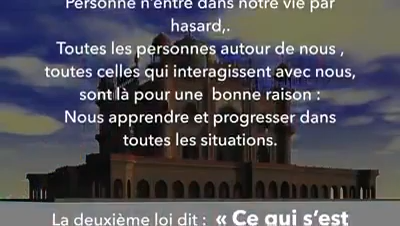 Personne n'entre dans notre vie par
hasard,.
Toutes les personnes autour de nous ,
toutes celles qui interagissent avec nous,
sont là pour une bonne raison :
Nous apprendre et progresser dans
toutes les situations.
La deuxième loi dit : « Ce qui s'est